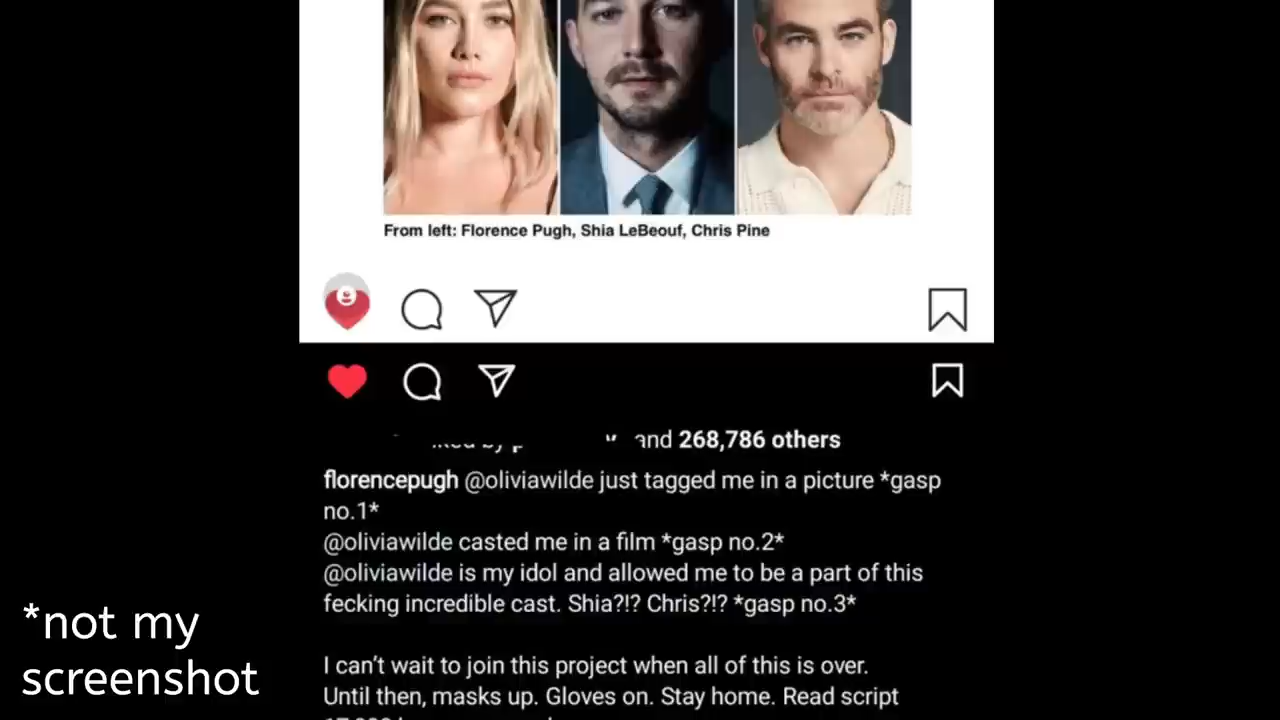 From left: Florence Pugh, Shia LeBeouf, Chris Pine
and 268,786 others
florencepugh @oliviawilde just tagged me in a picture *gasp
no.1*
@oliviawilde casted me in a film *gasp no.2*
@oliviawilde is my idol and allowed me to be a part of this
fecking incredible cast. Shia?!? Chris?!? *gasp no.3*
I can't wait to join this project when all of this is over.
Until then, masks up. Gloves on. Stay home. Read script
*not my
screenshot